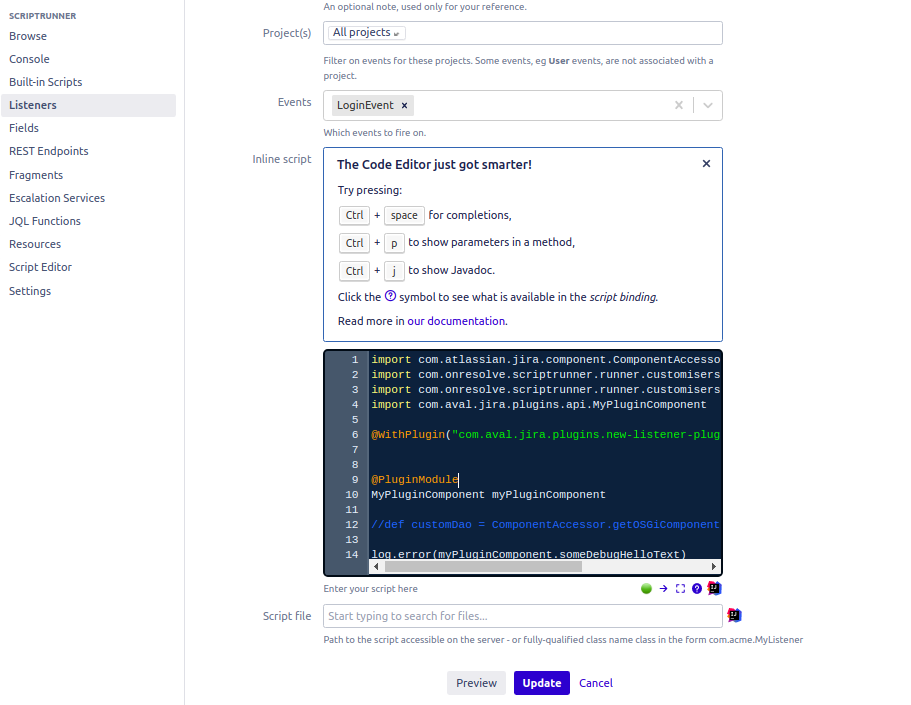 SCRIPTRUNNER
Browse
Console
Built-in Scripts
Listeners
Fields
REST Endpoints
Fragments
Escalation Services
JQL Functions
Resources
Script Editor
Settings
An optional note, used only for your reference.
Project(s)
All projects
Filter on events for these projects. Some events, eg User events, are not associated with a
project.
Events
LoginEvent ×
Which events to fire on.
Inline script
The Code Editor just got smarter!
Try pressing:
Ctrl + space for completions,
Ctrl + p to show parameters in a method,
Ctrl + j to show Javadoc.
Click the ? symbol to see what is available in the script binding.
Read more in our documentation.
1 import com.atlassian.jira.component.ComponentAccesso
2 import com.onresolve.scriptrunner.runner.customisers
3 import com.onresolve.scriptrunner.runner.customisers
4 import com.aval.jira.plugins.api.MyPluginComponent
5
6 @WithPlugin("com.aval.jira.plugins.new-listener-plug
7
8
9 @PluginModule
10 MyPluginComponent myPluginComponent
11
12 //def customDao = ComponentAccessor.getOSGiComponent
13
14 log.error(myPluginComponent.someDebugHelloText)
Enter your script here
Script file
Start typing to search for files...
Path to the script accessible on the server - or fully-qualified class name class in the form com.acme.MyListener
Preview
Update
Cancel